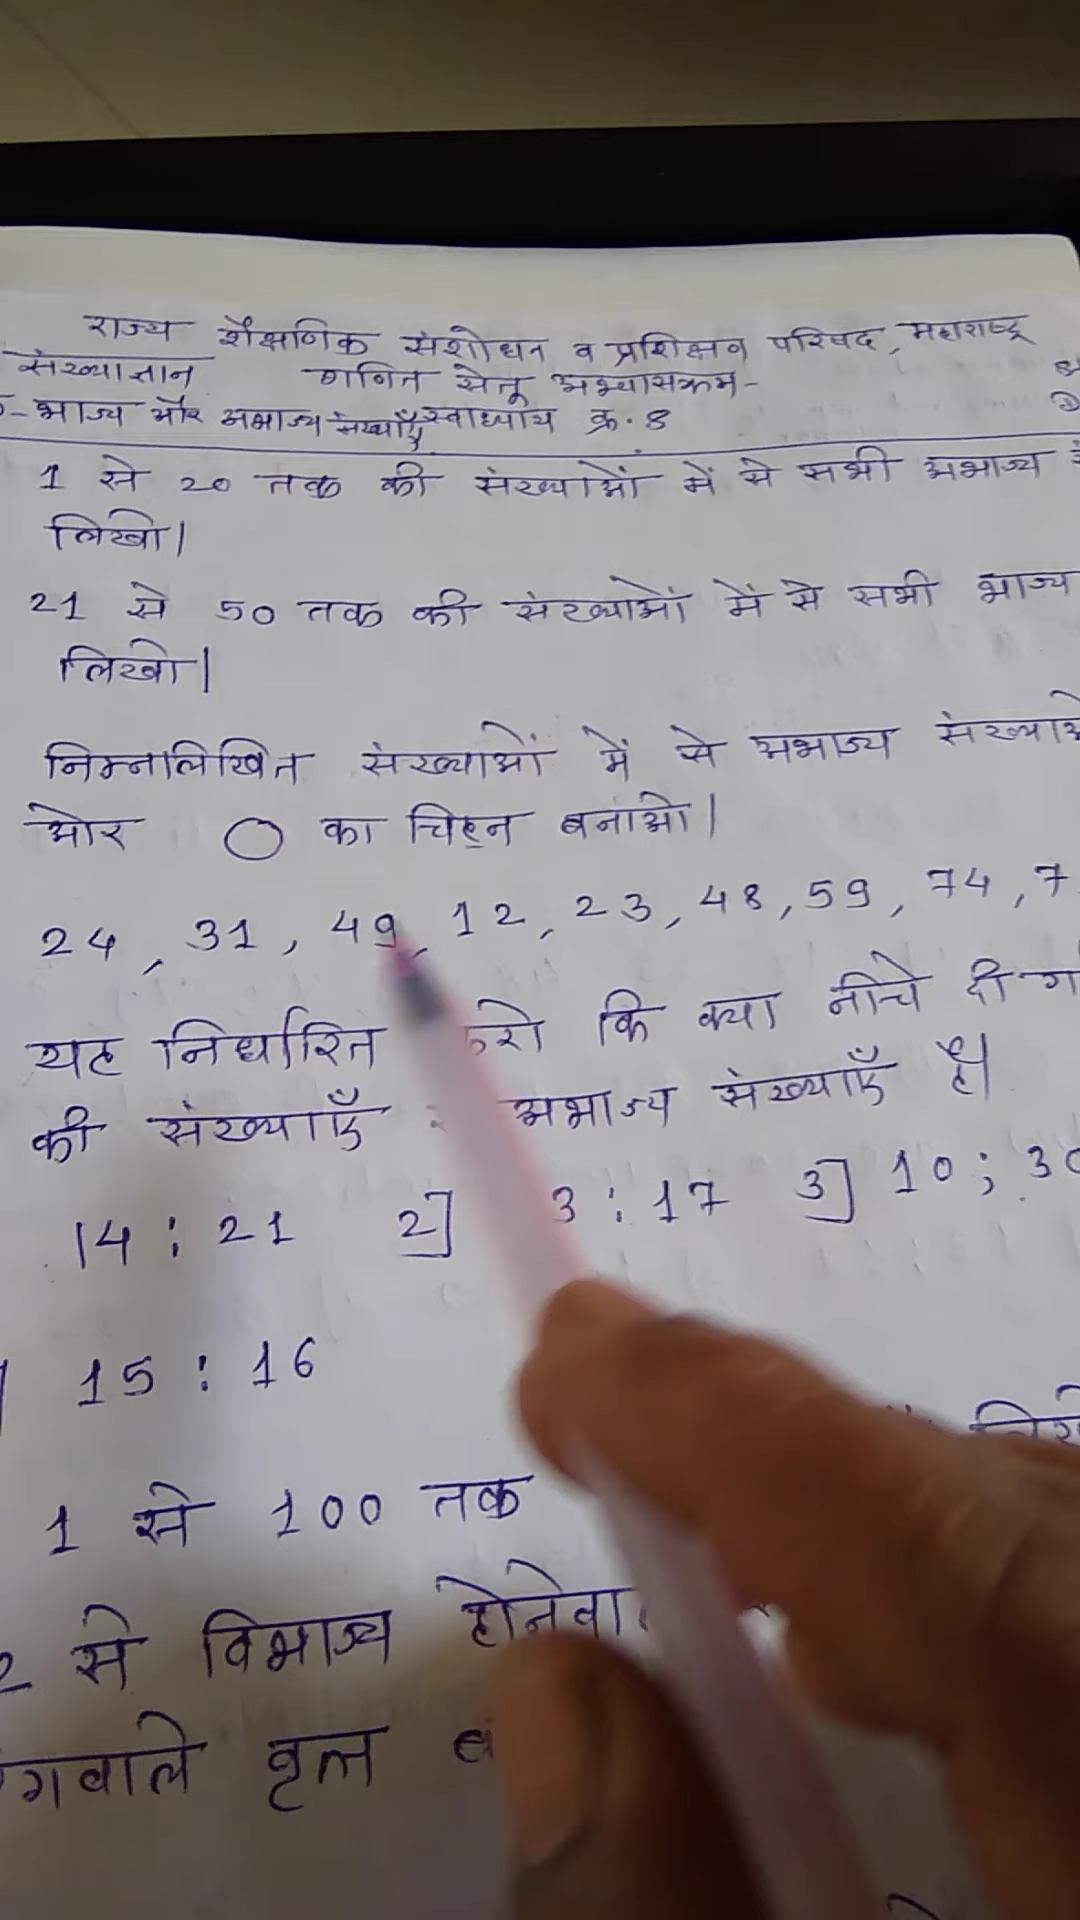 राज्य शैक्षणिक संशोधन व प्रशिक्षण परिषद, महाराष्ट्र
संख्याज्ञान गणित सेतू अभ्यासक्रम-
भाज्य और अभाज्य संख्याएँ स्वाध्याय क्र. 8
1 से 20 तक की संख्याओं में से सभी अभाज्य
लिखो।
21 से 50 तक की संख्याओं में से सभी भाज्य
लिखो।
निम्नलिखित संख्याओं में से अभाज्य
ओर ○ का चिह्न बनाओ।
24, 31, 49, 12, 23, 48, 59, 74, 7
यह निर्धारित कि क्या नीचे दी
की संख्याएँ अभाज्य संख्याएँ है।
14 : 21 2] 3 : 17 3] 10 ; 30
15 : 16
1 से 100 तक
2 से विभाज्य
वृत्त